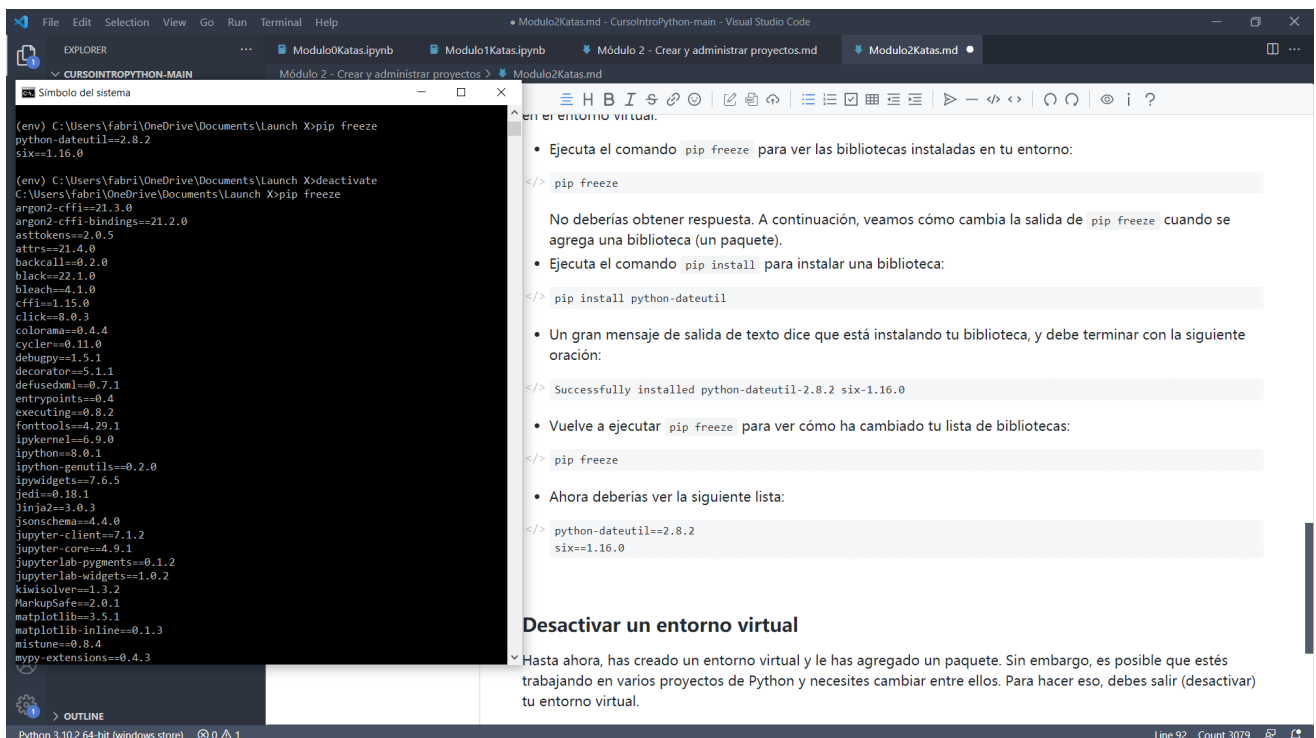 File Edit Selection View Go Run Terminal Help
● Modulo2Katas.md - CursoIntroPython-main - Visual Studio Code
EXPLORER
Modulo0Katas.ipynb
Modulo1Katas.ipynb
Módulo 2 - Crear y administrar proyectos.md
Modulo2Katas.md ●
CURSOINTROPYTHON-MAIN
Módulo 2 - Crear y administrar proyectos > Modulo2Katas.md
Símbolo del sistema
(env) C:\Users\fabri\OneDrive\Documents\Launch X>pip freeze
python-dateutil==2.8.2
six==1.16.0
(env) C:\Users\fabri\OneDrive\Documents\Launch X>deactivate
C:\Users\fabri\OneDrive\Documents\Launch X>pip freeze
argon2-cffi==21.3.0
argon2-cffi-bindings==21.2.0
asttokens==2.0.5
attrs==21.4.0
backcall==0.2.0
black==22.1.0
bleach==4.1.0
cffi==1.15.0
click==8.0.3
colorama==0.4.4
cycler==0.11.0
debugpy==1.5.1
decorator==5.1.1
defusedxml==0.7.1
entrypoints==0.4
executing==0.8.2
fonttools==4.29.1
ipykernel==6.9.0
ipython==8.0.1
ipython-genutils==0.2.0
ipywidgets==7.6.5
jedi==0.18.1
Jinja2==3.0.3
jsonschema==4.4.0
jupyter-client==7.1.2
jupyter-core==4.9.1
jupyterlab-pygments==0.1.2
jupyterlab-widgets==1.0.2
kiwisolver==1.3.2
MarkupSafe==2.0.1
matplotlib==3.5.1
matplotlib-inline==0.1.3
mistune==0.8.4
mypy-extensions==0.4.3
en el entorno virtual.
• Ejecuta el comando pip freeze para ver las bibliotecas instaladas en tu entorno:
</> pip freeze
No deberías obtener respuesta. A continuación, veamos cómo cambia la salida de pip freeze cuando se
agrega una biblioteca (un paquete).
• Ejecuta el comando pip install para instalar una biblioteca:
</> pip install python-dateutil
• Un gran mensaje de salida de texto dice que está instalando tu biblioteca, y debe terminar con la siguiente
oración:
</> Successfully installed python-dateutil-2.8.2 six-1.16.0
• Vuelve a ejecutar pip freeze para ver cómo ha cambiado tu lista de bibliotecas:
</> pip freeze
• Ahora deberías ver la siguiente lista:
</> python-dateutil==2.8.2
six==1.16.0
Desactivar un entorno virtual
Hasta ahora, has creado un entorno virtual y le has agregado un paquete. Sin embargo, es posible que estés
trabajando en varios proyectos de Python y necesites cambiar entre ellos. Para hacer eso, debes salir (desactivar)
tu entorno virtual.
> OUTLINE
Python 3.10.2 64-bit (windows store) 0 1
Line 92 Count 3079